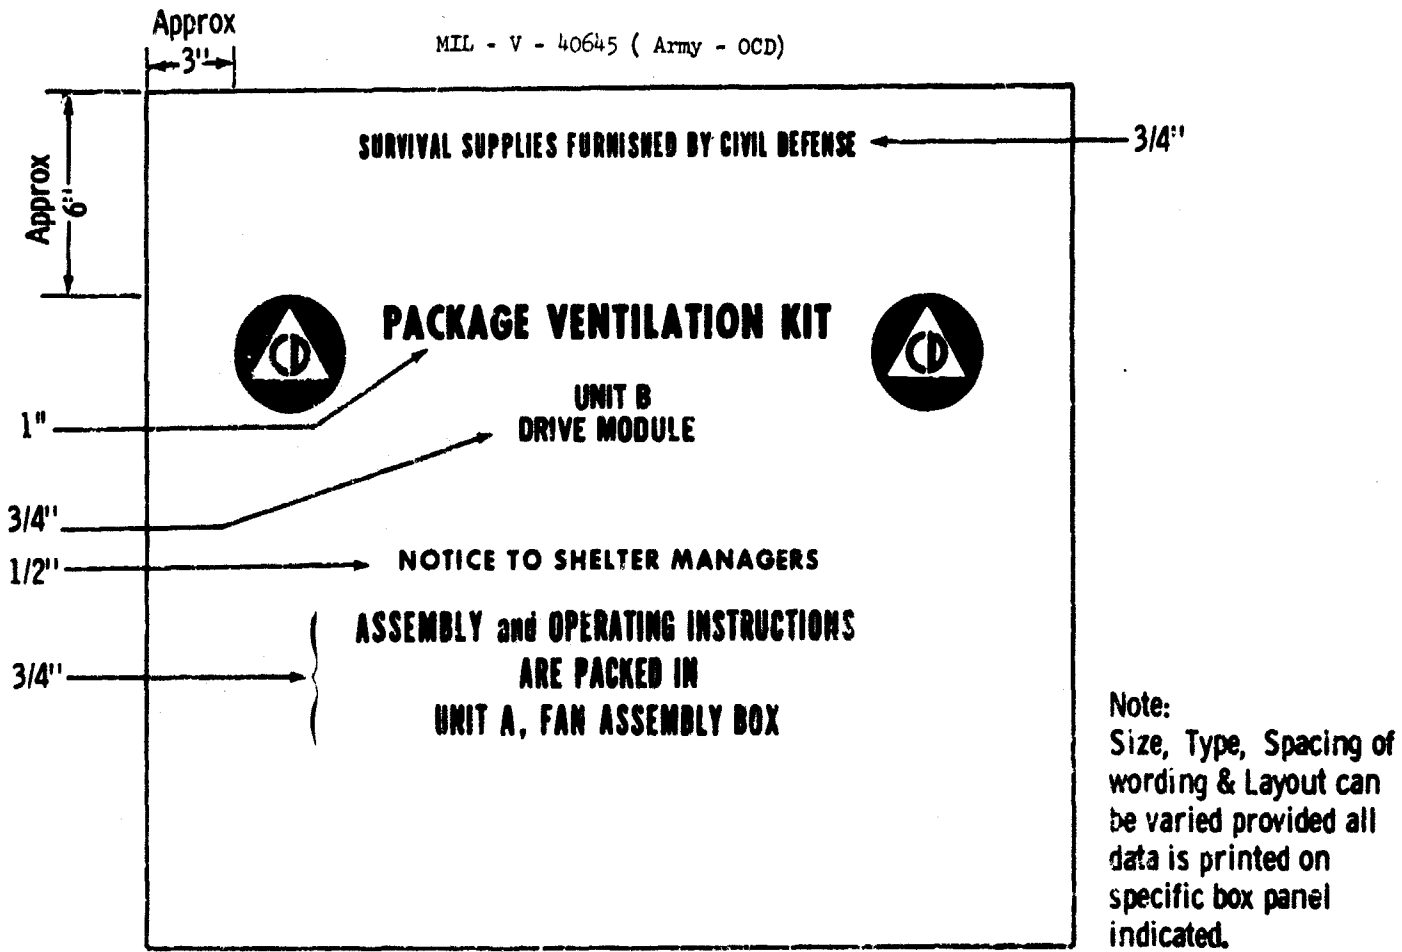 Approx
3"
MIL - V - 40645 ( Army - OCD)
SURVIVAL SUPPLIES FURNISHED BY CIVIL DEFENSE
3/4"
Approx
6"
CD
PACKAGE VENTILATION KIT
CD
1"
UNIT B
DRIVE MODULE
3/4"
1/2"
NOTICE TO SHELTER MANAGERS
3/4"
ASSEMBLY and OPERATING INSTRUCTIONS
ARE PACKED IN
UNIT A, FAN ASSEMBLY BOX
Note:
Size, Type, Spacing of
wording & Layout can
be varied provided all
data is printed on
specific box panel
indicated.